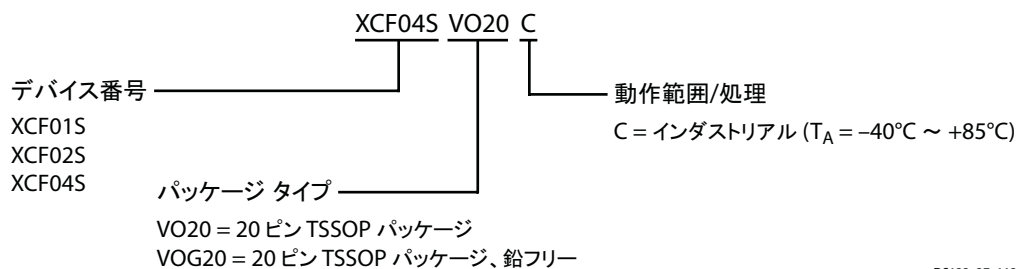 XCF04S VO20 C
デバイス番号
XCF01S
XCF02S
XCF04S
パッケージ タイプ
VO20 = 20 ピン TSSOP パッケージ
VOG20 = 20 ピン TSSOP パッケージ、鉛フリー
動作範囲/処理
C = インダストリアル (TA = –40°C ～ +85°C)